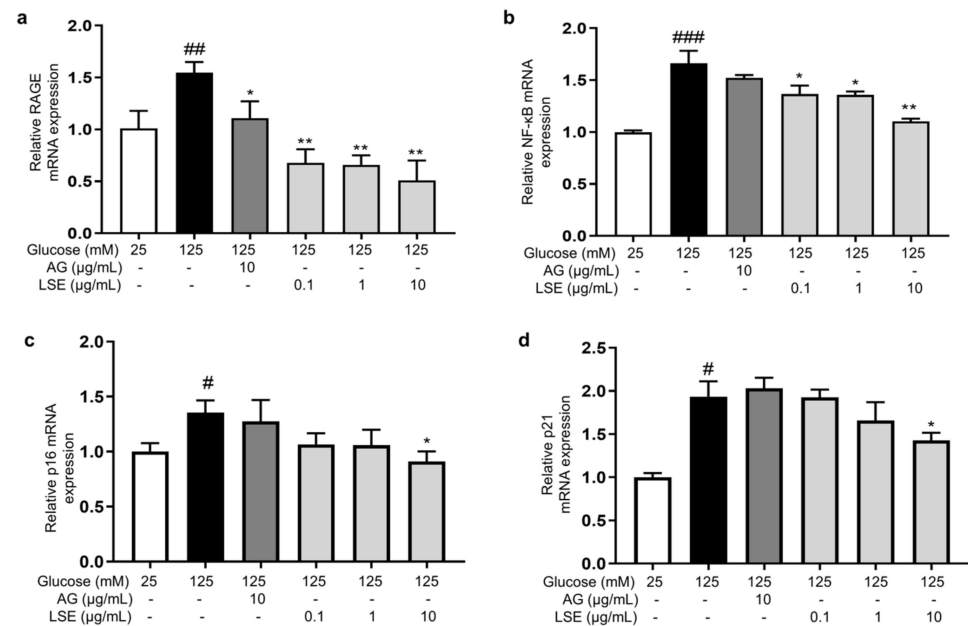 a
Relative RAGE
mRNA expression
2.0
1.5
1.0
0.5
0.0
##
*
**
**
**
Glucose (mM) 25 125 125 125 125 125
AG (µg/mL) - - 10 - - -
LSE (µg/mL) - - - 0.1 1 10
b
Relative NF-κB mRNA
expression
2.0
1.5
1.0
0.5
0.0
###
*
*
**
Glucose (mM) 25 125 125 125 125 125
AG (µg/mL) - - 10 - - -
LSE (µg/mL) - - - 0.1 1 10
c
Relative p16 mRNA
expression
2.0
1.5
1.0
0.5
0.0
#
*
Glucose (mM) 25 125 125 125 125 125
AG (µg/mL) - - 10 - - -
LSE (µg/mL) - - - 0.1 1 10
d
Relative p21
mRNA expression
2.5
2.0
1.5
1.0
0.5
0.0
#
*
Glucose (mM) 25 125 125 125 125 125
AG (µg/mL) - - 10 - - -
LSE (µg/mL) - - - 0.1 1 10